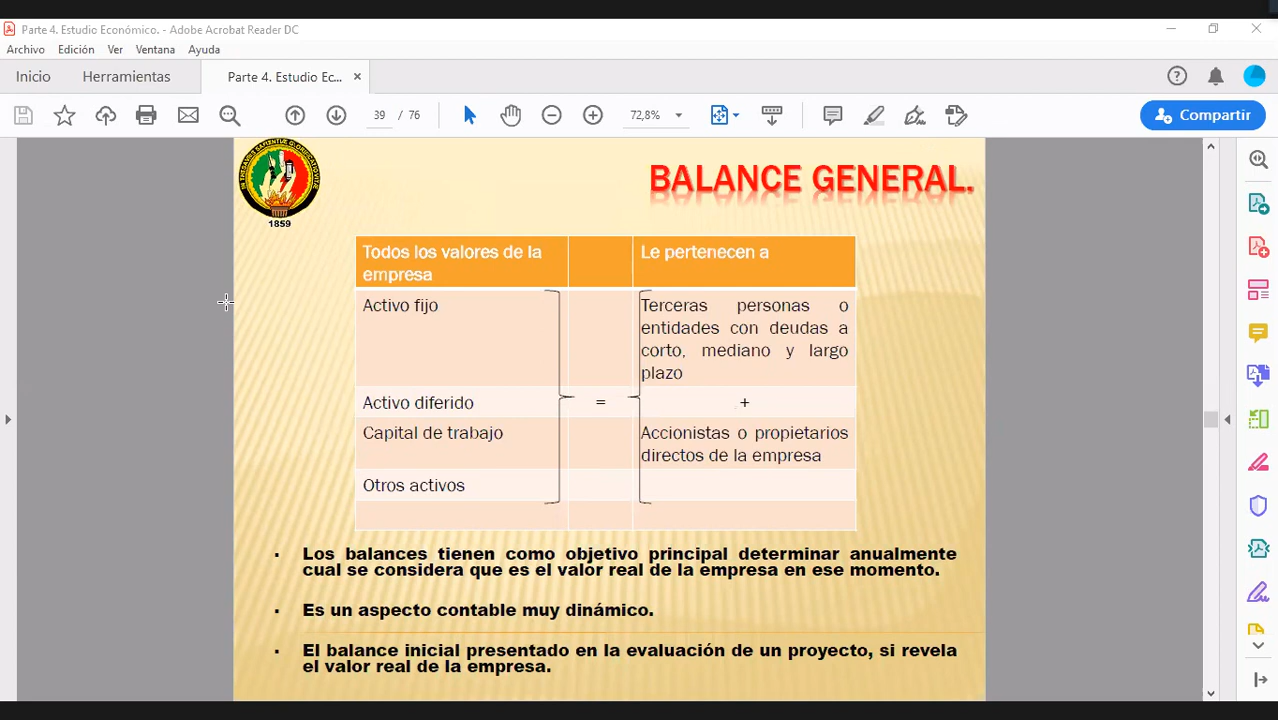 Parte 4. Estudio Económico. - Adobe Acrobat Reader DC
Archivo Edición Ver Ventana Ayuda
Inicio Herramientas Parte 4. Estudio Ec... ×
39 / 76 72,8% Compartir
IN THESAVRIS SAPIENTIAE GLORIFICATIO VITAE
1859
BALANCE GENERAL.
Todos los valores de la
empresa
Le pertenecen a
Activo fijo
Terceras personas o
entidades con deudas a
corto, mediano y largo
plazo
Activo diferido = +
Capital de trabajo
Accionistas o propietarios
directos de la empresa
Otros activos
▪ Los balances tienen como objetivo principal determinar anualmente
cual se considera que es el valor real de la empresa en ese momento.
▪ Es un aspecto contable muy dinámico.
▪ El balance inicial presentado en la evaluación de un proyecto, si revela
el valor real de la empresa.